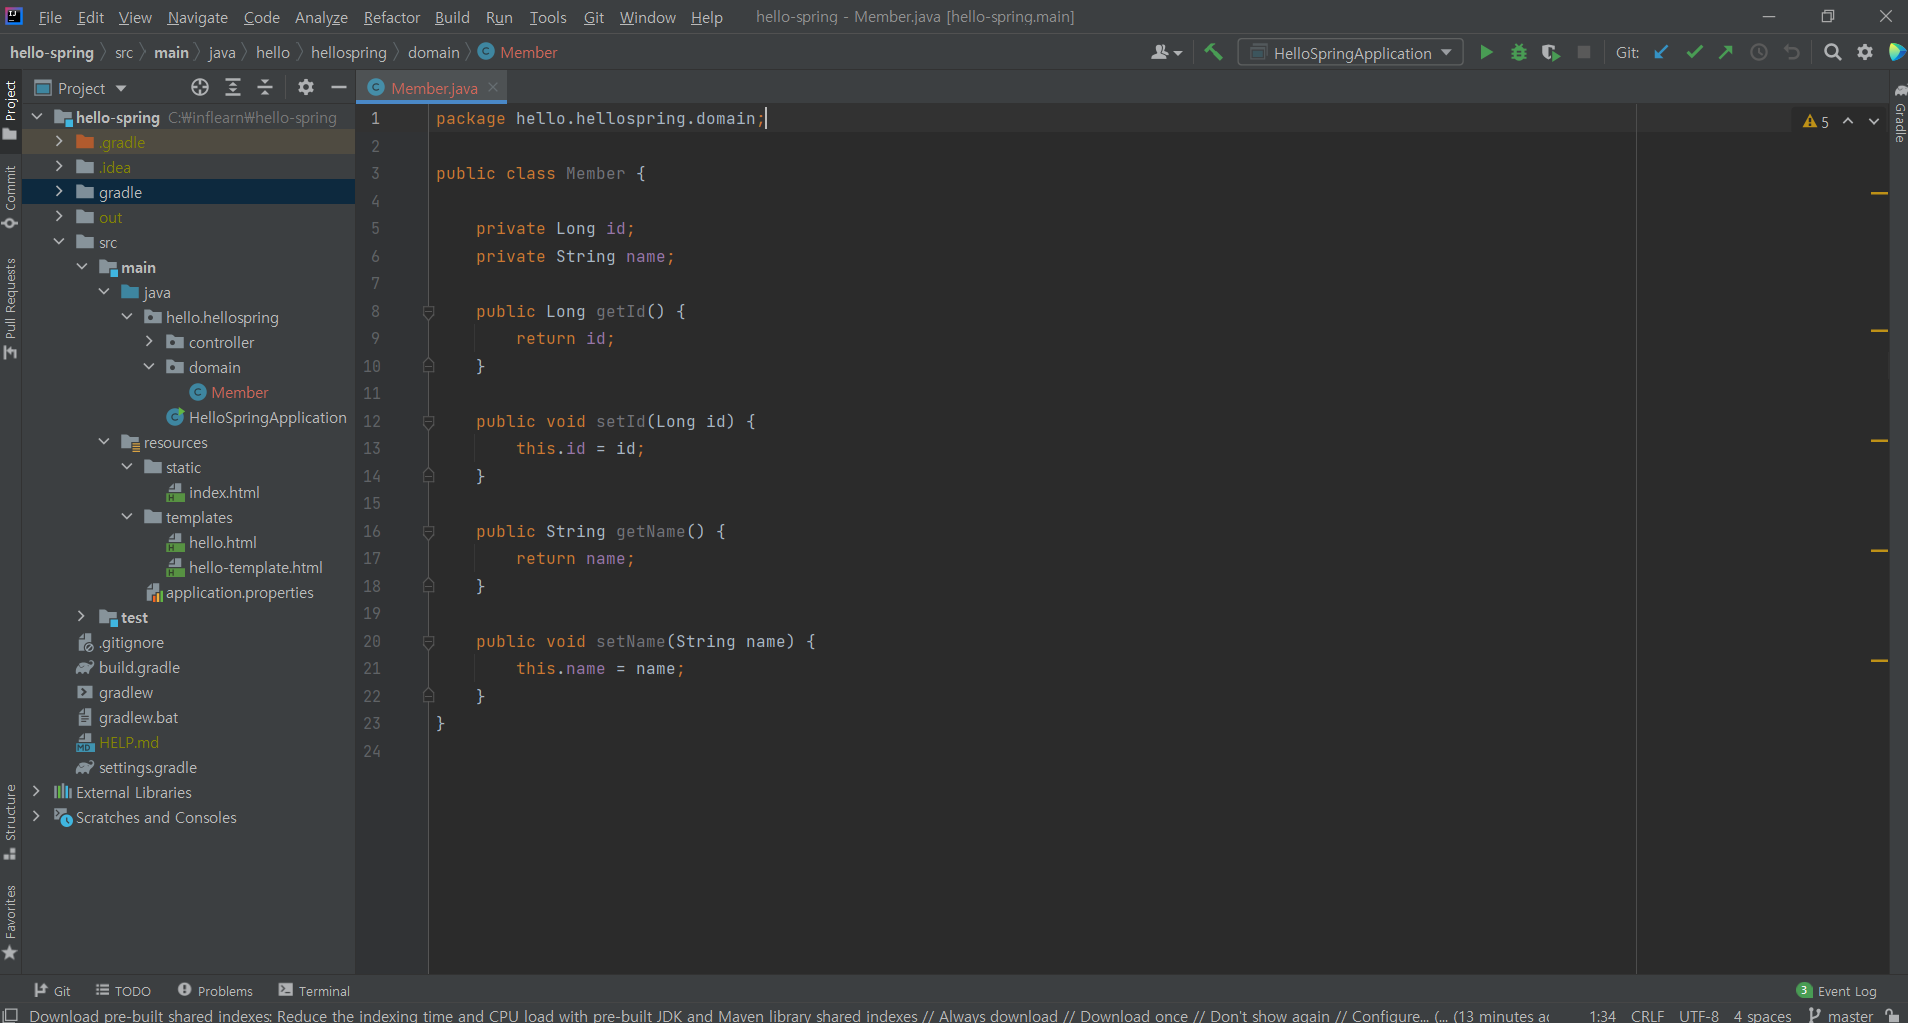 File Edit View Navigate Code Analyze Refactor Build Run Tools Git Window Help hello-spring - Member.java [hello-spring.main]
hello-spring src main java hello hellospring domain Member HelloSpringApplication Git:
Project
Member.java
Project
Commit
Pull Requests
Structure
Favorites
Gradle
hello-spring C:₩inflearn₩hello-spring
.gradle
.idea
gradle
out
src
main
java
hello.hellospring
controller
domain
Member
HelloSpringApplication
resources
static
index.html
templates
hello.html
hello-template.html
application.properties
test
.gitignore
build.gradle
gradlew
gradlew.bat
HELP.md
settings.gradle
External Libraries
Scratches and Consoles
5
1 package hello.hellospring.domain;
2
3 public class Member {
4
5 private Long id;
6 private String name;
7
8 public Long getId() {
9 return id;
10 }
11
12 public void setId(Long id) {
13 this.id = id;
14 }
15
16 public String getName() {
17 return name;
18 }
19
20 public void setName(String name) {
21 this.name = name;
22 }
23 }
24
Git TODO Problems Terminal 3 Event Log
Download pre-built shared indexes: Reduce the indexing time and CPU load with pre-built JDK and Maven library shared indexes // Always download // Download once // Don't show again // Configure... (... (13 minutes ac 1:34 CRLF UTF-8 4 spaces master